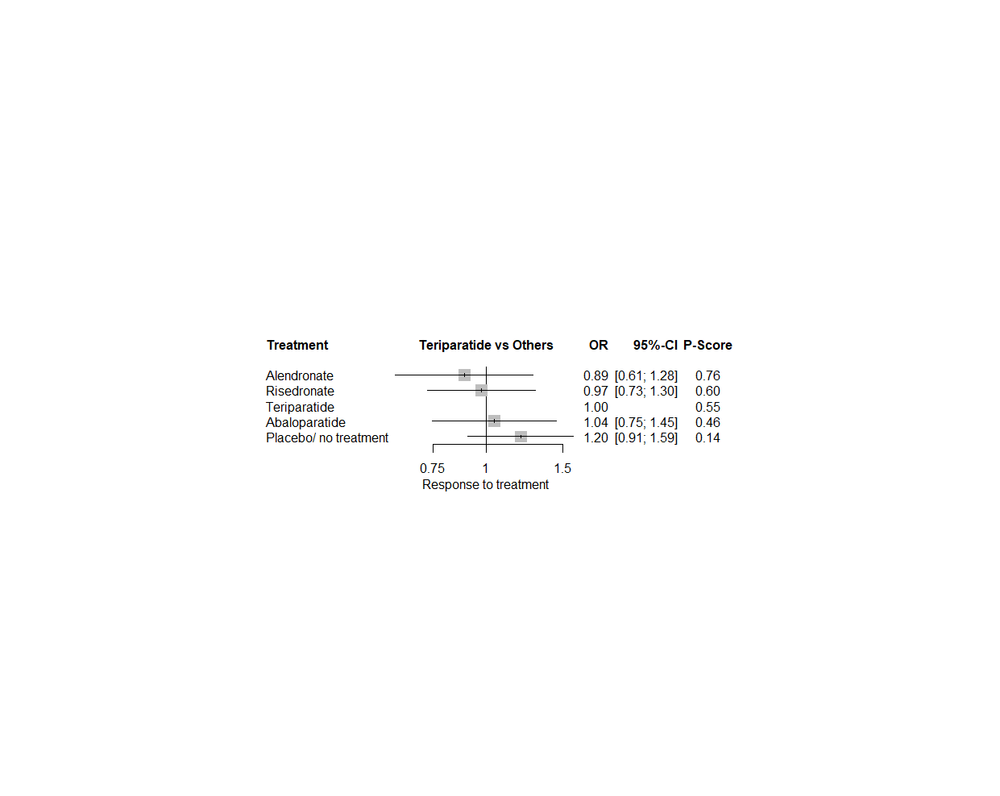 Treatment Teriparatide vs Others OR 95%-CI P-Score
Alendronate 0.89 [0.61; 1.28] 0.76
Risedronate 0.97 [0.73; 1.30] 0.60
Teriparatide 1.00 0.55
Abaloparatide 1.04 [0.75; 1.45] 0.46
Placebo/ no treatment 1.20 [0.91; 1.59] 0.14
0.75 1 1.5
Response to treatment